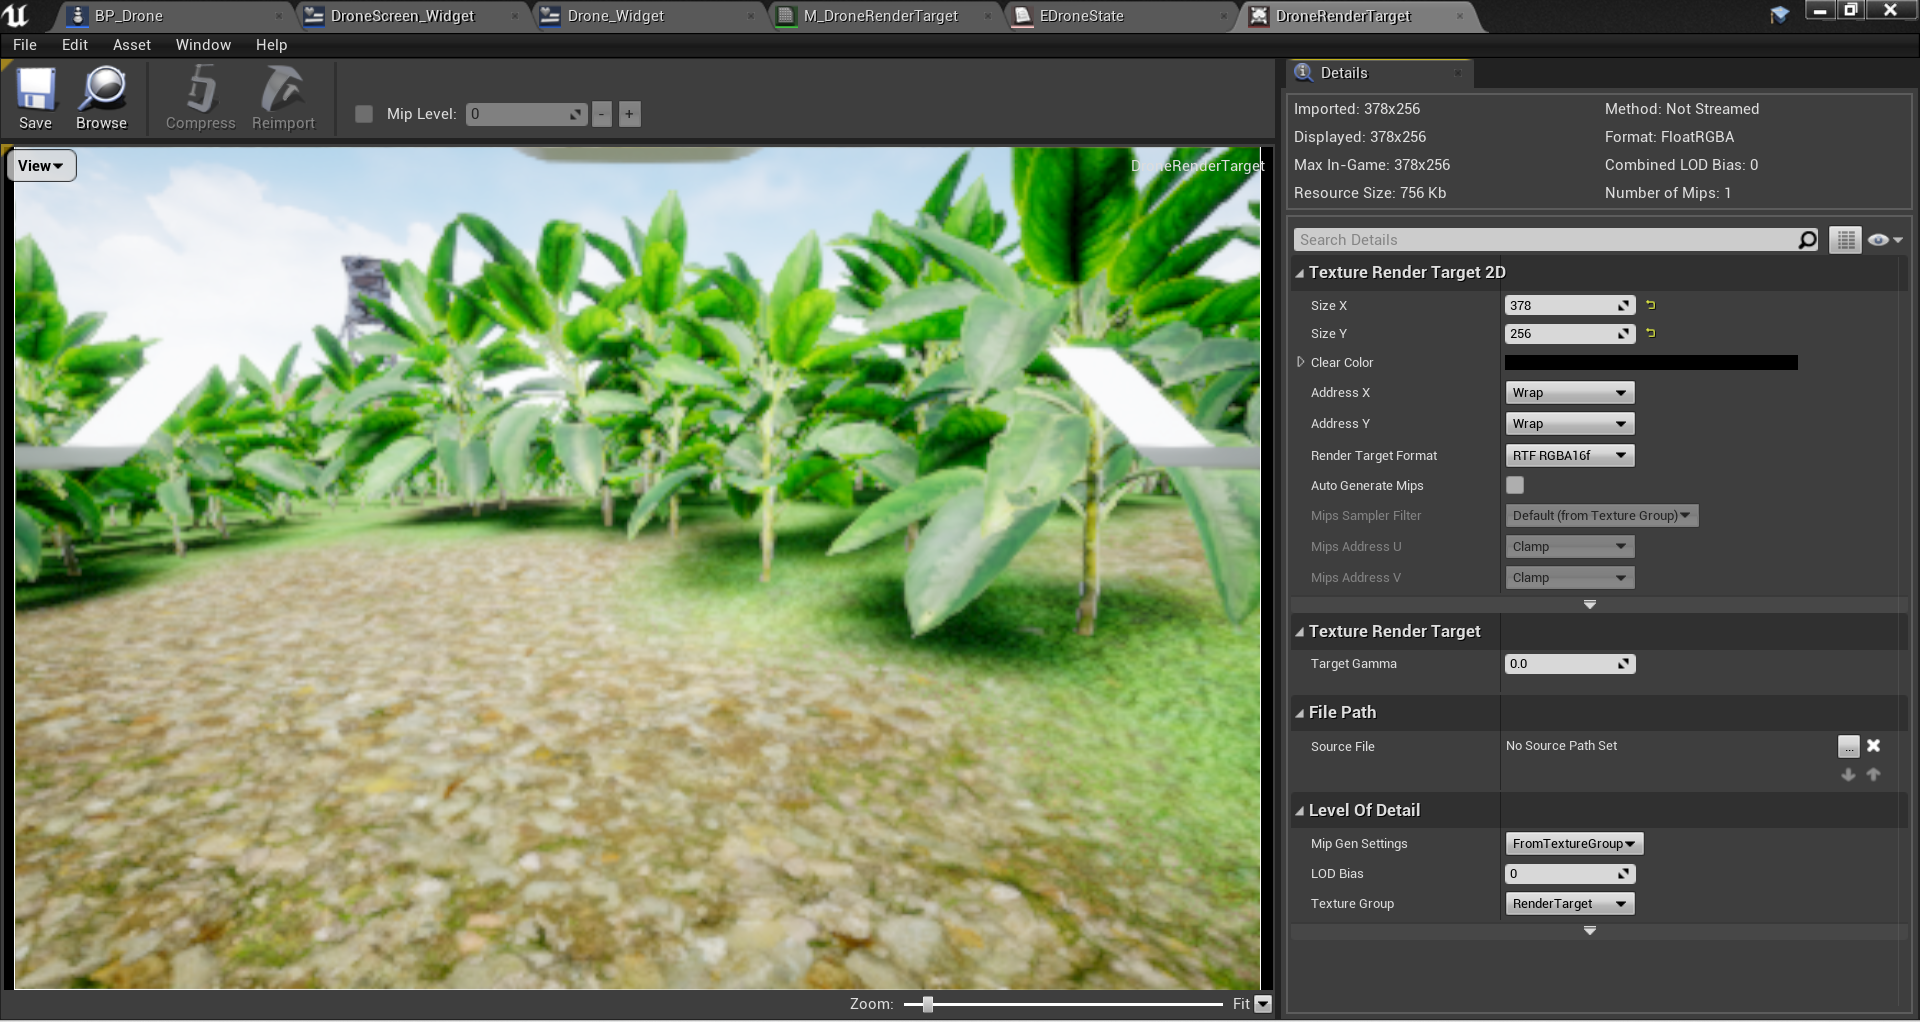 BP_Drone
DroneScreen_Widget
Drone_Widget
M_DroneRenderTarget
EDroneState
DroneRenderTarget
File Edit Asset Window Help
Save
Browse
Compress
Reimport
Mip Level: 0 - +
View
DroneRenderTarget
Zoom: Fit
Details
Imported: 378x256 Method: Not Streamed
Displayed: 378x256 Format: FloatRGBA
Max In-Game: 378x256 Combined LOD Bias: 0
Resource Size: 756 Kb Number of Mips: 1
Search Details
Texture Render Target 2D
Size X 378
Size Y 256
Clear Color
Address X Wrap
Address Y Wrap
Render Target Format RTF RGBA16f
Auto Generate Mips
Mips Sampler Filter Default (from Texture Group)
Mips Address U Clamp
Mips Address V Clamp
Texture Render Target
Target Gamma 0.0
File Path
Source File No Source Path Set ...
Level Of Detail
Mip Gen Settings FromTextureGroup
LOD Bias 0
Texture Group RenderTarget